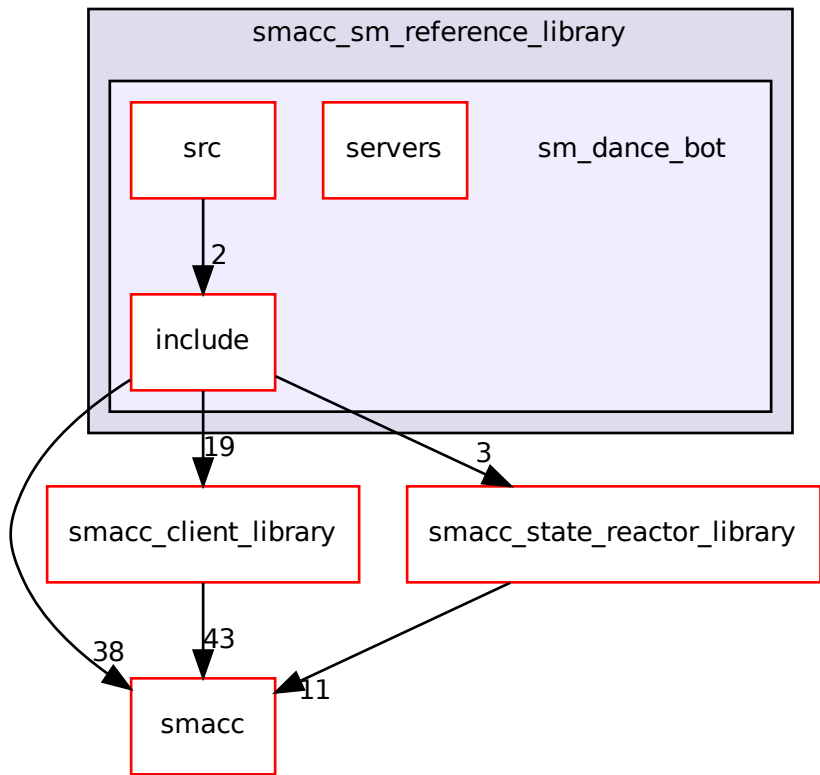 smacc_sm_reference_library
src
servers
sm_dance_bot
2
include
19
3
smacc_client_library
smacc_state_reactor_library
38
43
11
smacc